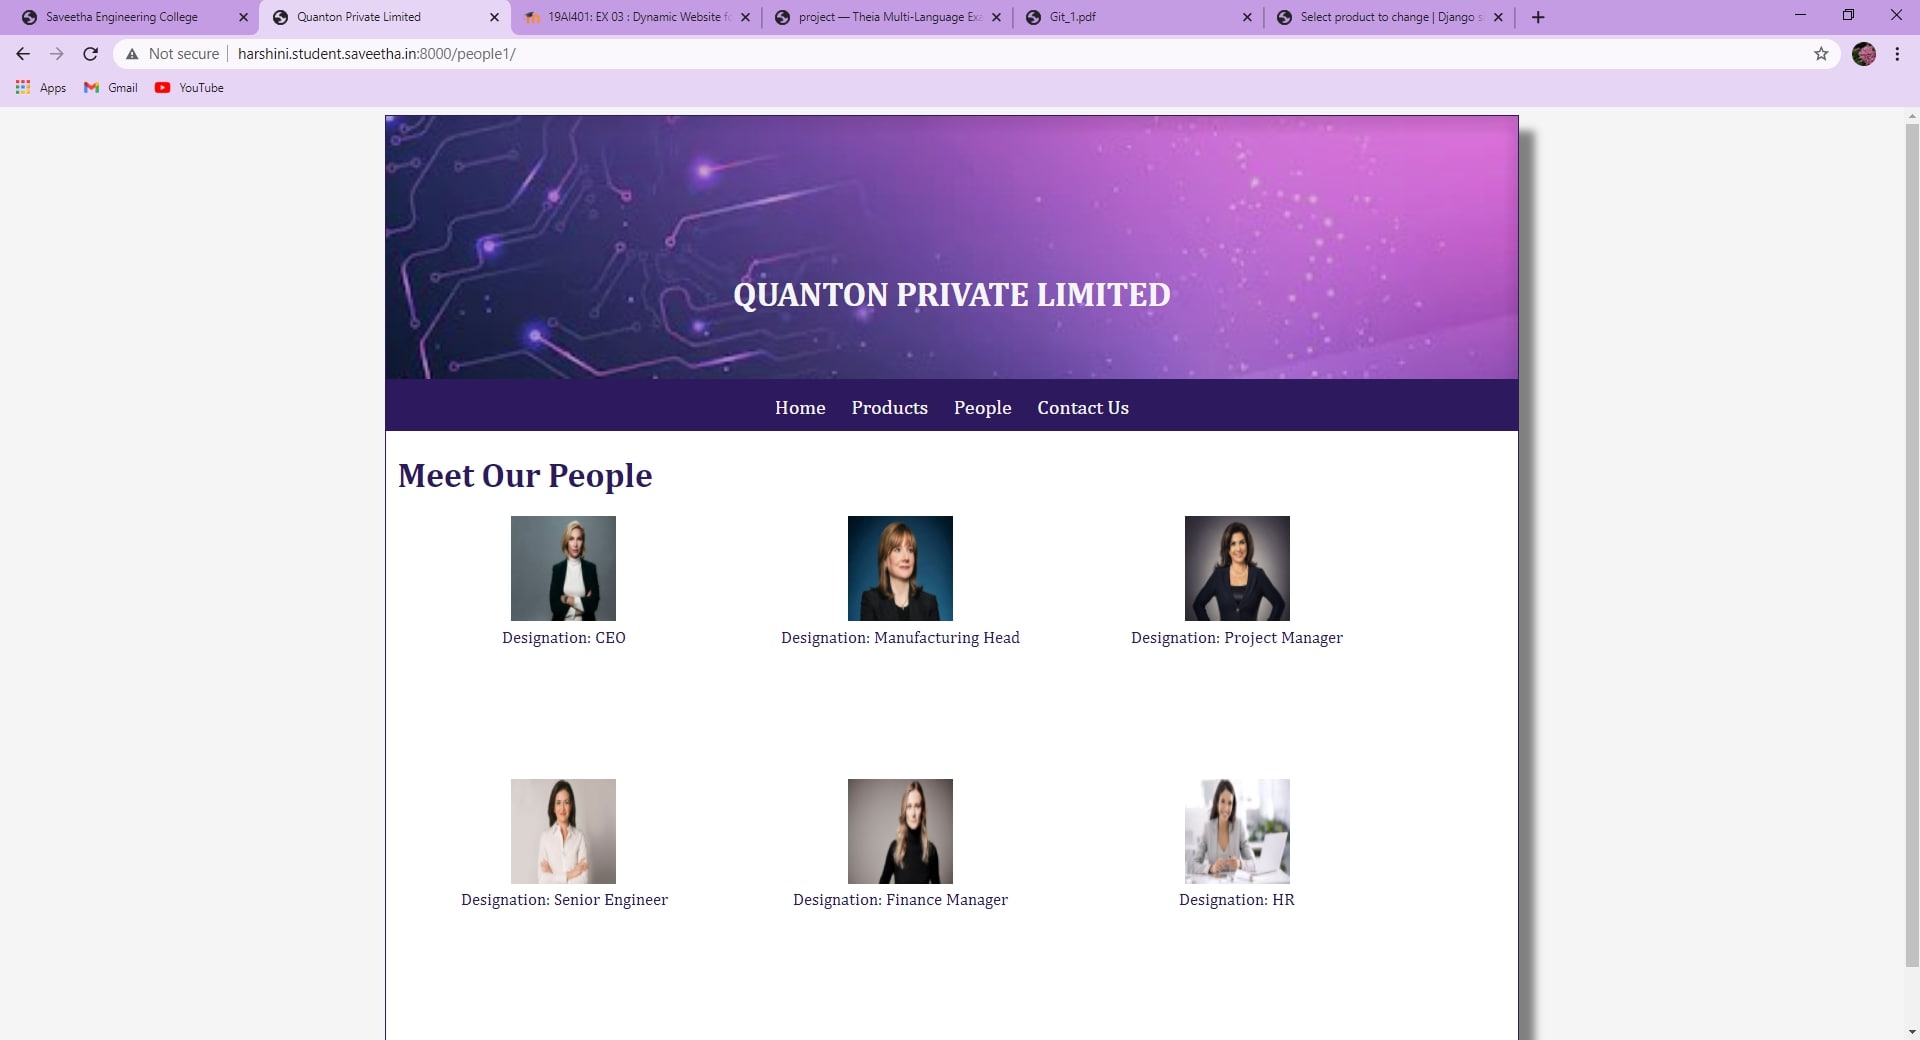 Saveetha Engineering College
Quanton Private Limited
19AI401: EX 03 : Dynamic Website fo
project — Theia Multi-Language Exa
Git_1.pdf
Select product to change | Django s
Not secure
harshini.student.saveetha.in:8000/people1/
Apps
Gmail
YouTube
QUANTON PRIVATE LIMITED
Home Products People Contact Us
Meet Our People
Designation: CEO
Designation: Manufacturing Head
Designation: Project Manager
Designation: Senior Engineer
Designation: Finance Manager
Designation: HR